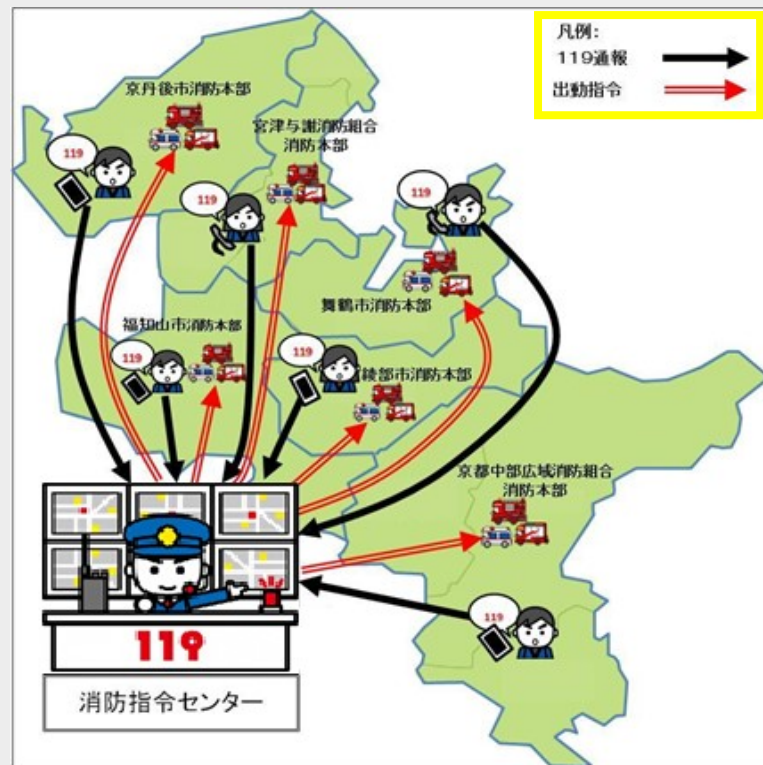 凡例:
119通報
出動指令
京丹後市消防本部
宮津与謝消防組合
消防本部
119
119
119
舞鶴市消防本部
福知山市消防本部
119
119
綾部市消防本部
京都中部広域消防組合
消防本部
119
119
消防指令センター